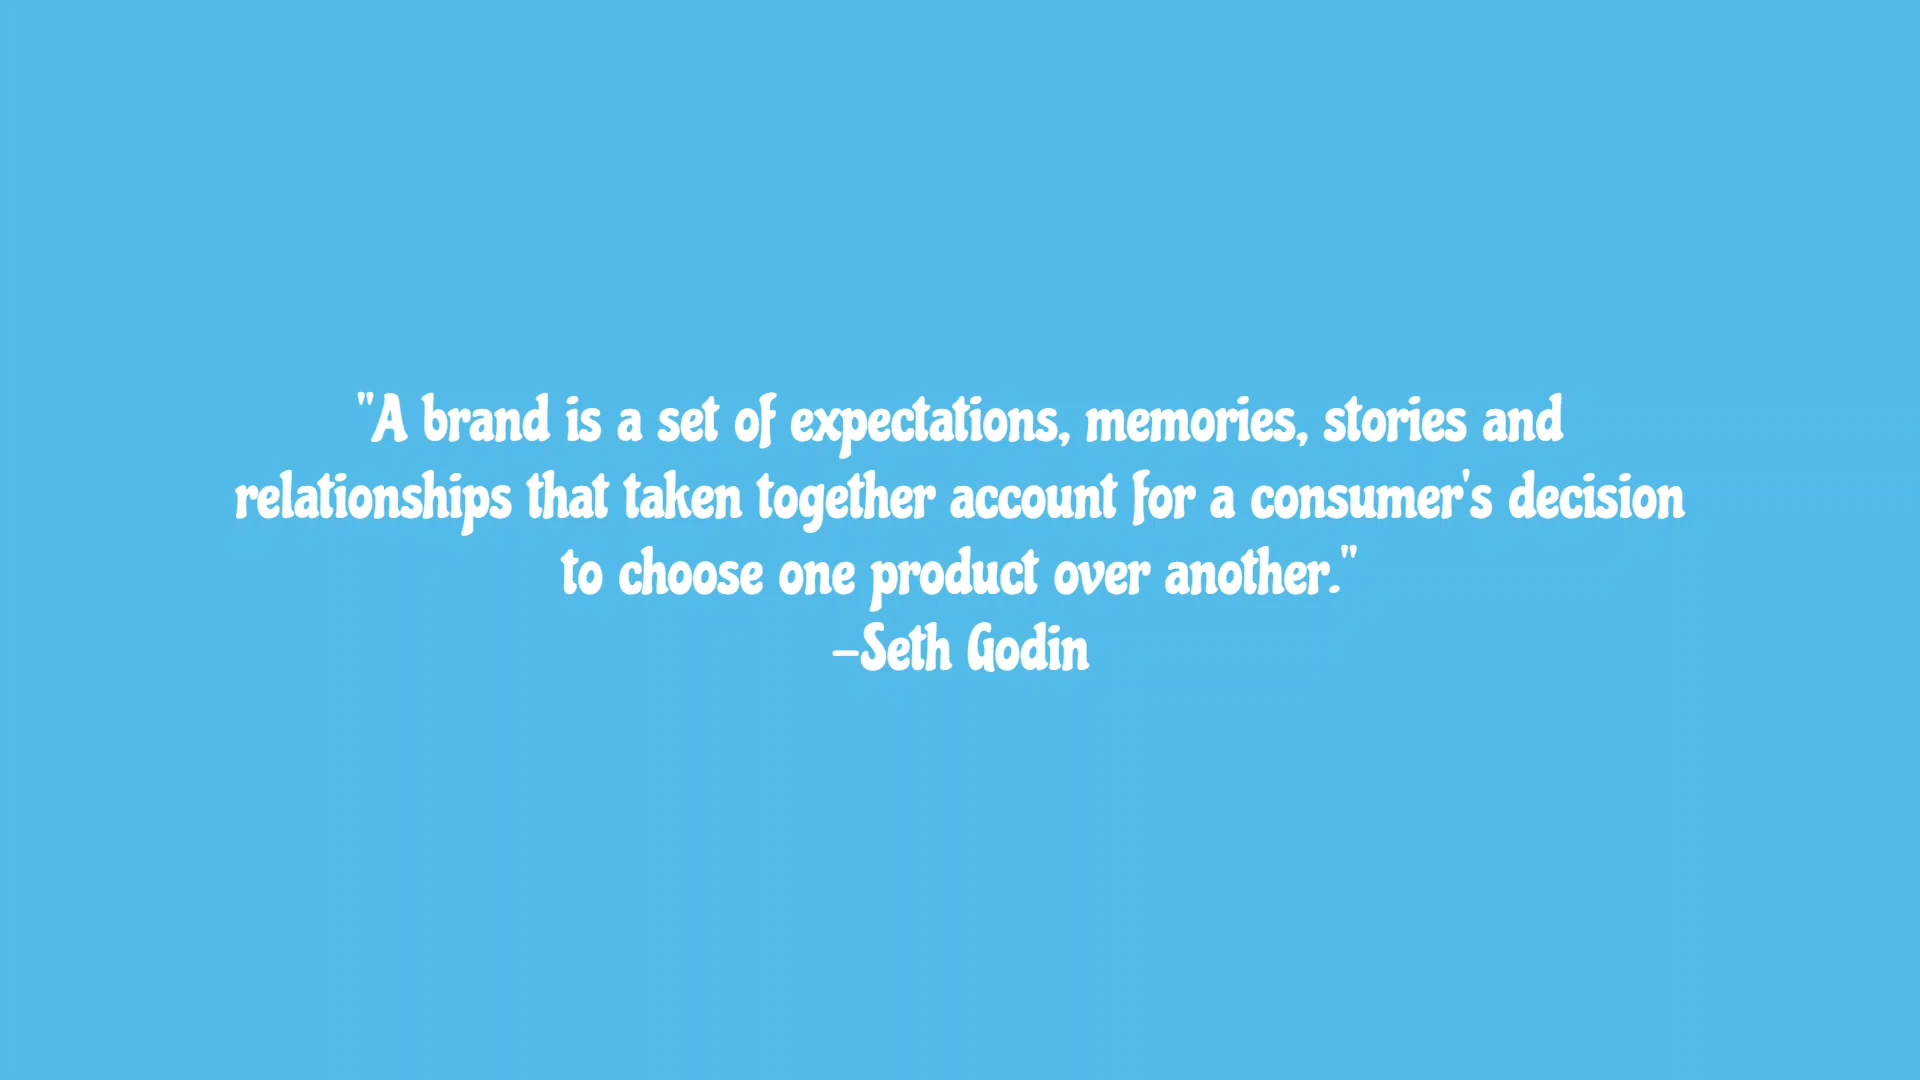 "A brand is a set of expectations, memories, stories and
relationships that taken together account for a consumer's decision
to choose one product over another."
–Seth Godin